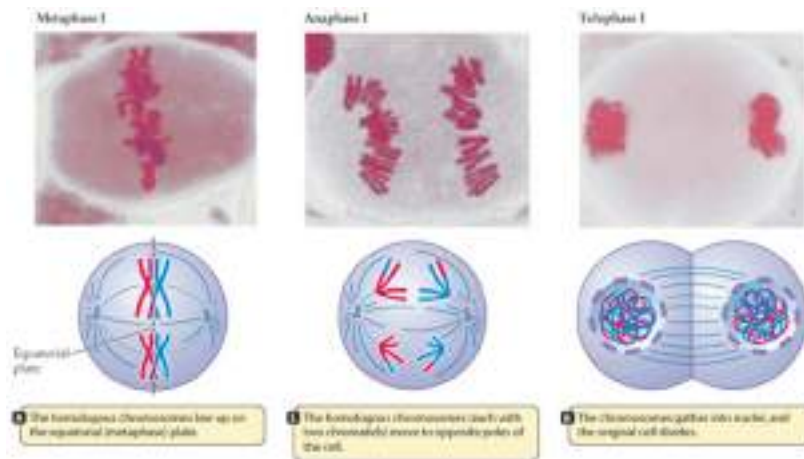 Metaphase I
Anaphase I
Telophase I
Equatorial
plate
The homologous chromosomes line up on
the equatorial (metaphase) plate.
The homologous chromosomes (each with
two chromatids) move to opposite poles of
the cell.
The chromosomes gather into nuclei, and
the original cell divides.